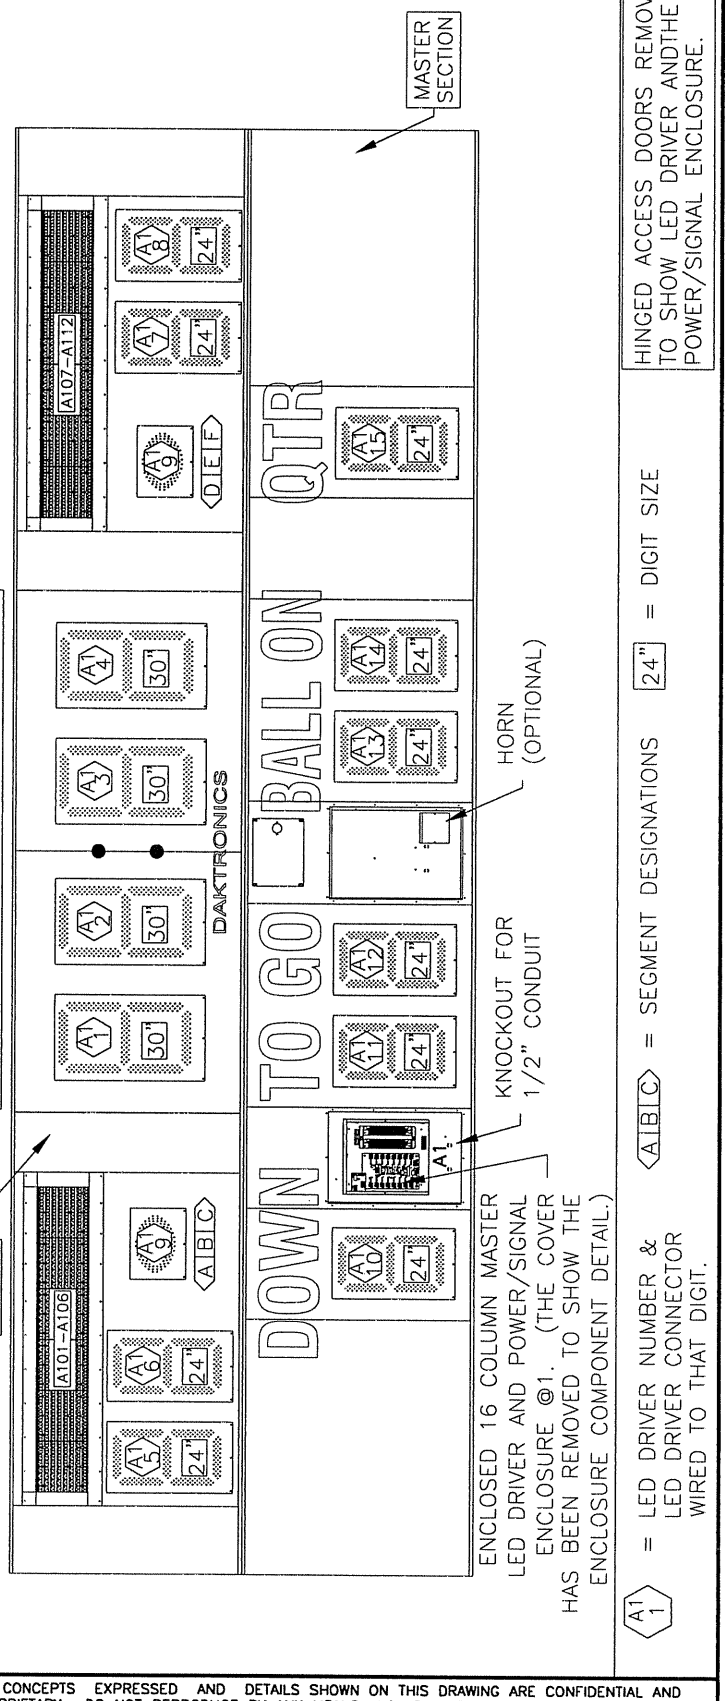 MASTER
SECTION
A101-A106
A1
5
24"
A1
6
24"
A1
9
A B C
A1
1
30"
A1
2
30"
A1
3
30"
A1
4
30"
DAKTRONICS
A107-A112
A1
9
D E F
A1
7
24"
A1
8
24"
DOWN
TO GO
BALL ON
QTR
A1
10
24"
A1
A1
11
24"
A1
12
24"
A1
13
24"
A1
14
24"
A1
15
24"
ENCLOSED 16 COLUMN MASTER
LED DRIVER AND POWER/SIGNAL
ENCLOSURE @1. (THE COVER
HAS BEEN REMOVED TO SHOW THE
ENCLOSURE COMPONENT DETAIL.)
KNOCKOUT FOR
1/2" CONDUIT
HORN
(OPTIONAL)
A1
1
= LED DRIVER NUMBER &
LED DRIVER CONNECTOR
WIRED TO THAT DIGIT.
A B C = SEGMENT DESIGNATIONS
24" = DIGIT SIZE
HINGED ACCESS DOORS REMOV
TO SHOW LED DRIVER ANDTHE
POWER/SIGNAL ENCLOSURE.
CONCEPTS EXPRESSED AND DETAILS SHOWN ON THIS DRAWING ARE CONFIDENTIAL AND